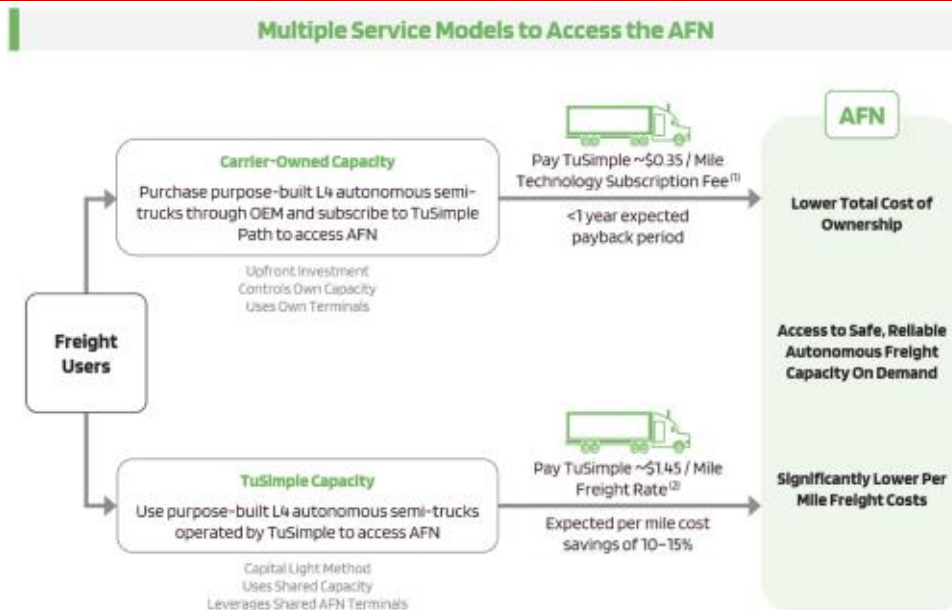 Multiple Service Models to Access the AFN
Carrier-Owned Capacity
Purchase purpose-built L4 autonomous semi-
trucks through OEM and subscribe to TuSimple
Path to access AFN
Upfront Investment
Controls Own Capacity
Uses Own Terminals
Pay TuSimple ~$0.35 / Mile
Technology Subscription Fee(1)
<1 year expected
payback period
Freight
Users
TuSimple Capacity
Use purpose-built L4 autonomous semi-trucks
operated by TuSimple to access AFN
Capital Light Method
Uses Shared Capacity
Leverages Shared AFN Terminals
Pay TuSimple ~$1.45 / Mile
Freight Rate(2)
Expected per mile cost
savings of 10–15%
AFN
Lower Total Cost of
Ownership
Access to Safe, Reliable
Autonomous Freight
Capacity On Demand
Significantly Lower Per
Mile Freight Costs